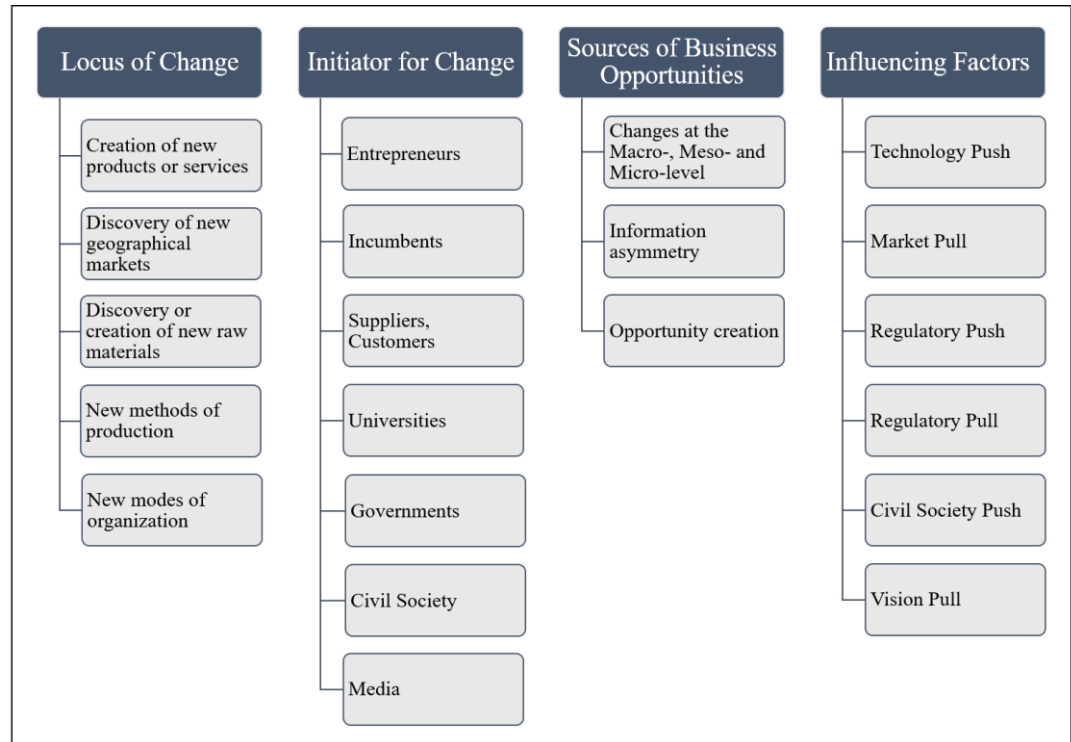 Locus of Change
Creation of new
products or services
Discovery of new
geographical
markets
Discovery or
creation of new raw
materials
New methods of
production
New modes of
organization
Initiator for Change
Entrepreneurs
Incumbents
Suppliers,
Customers
Universities
Governments
Civil Society
Media
Sources of Business
Opportunities
Changes at the
Macro-, Meso- and
Micro-level
Information
asymmetry
Opportunity creation
Influencing Factors
Technology Push
Market Pull
Regulatory Push
Regulatory Pull
Civil Society Push
Vision Pull